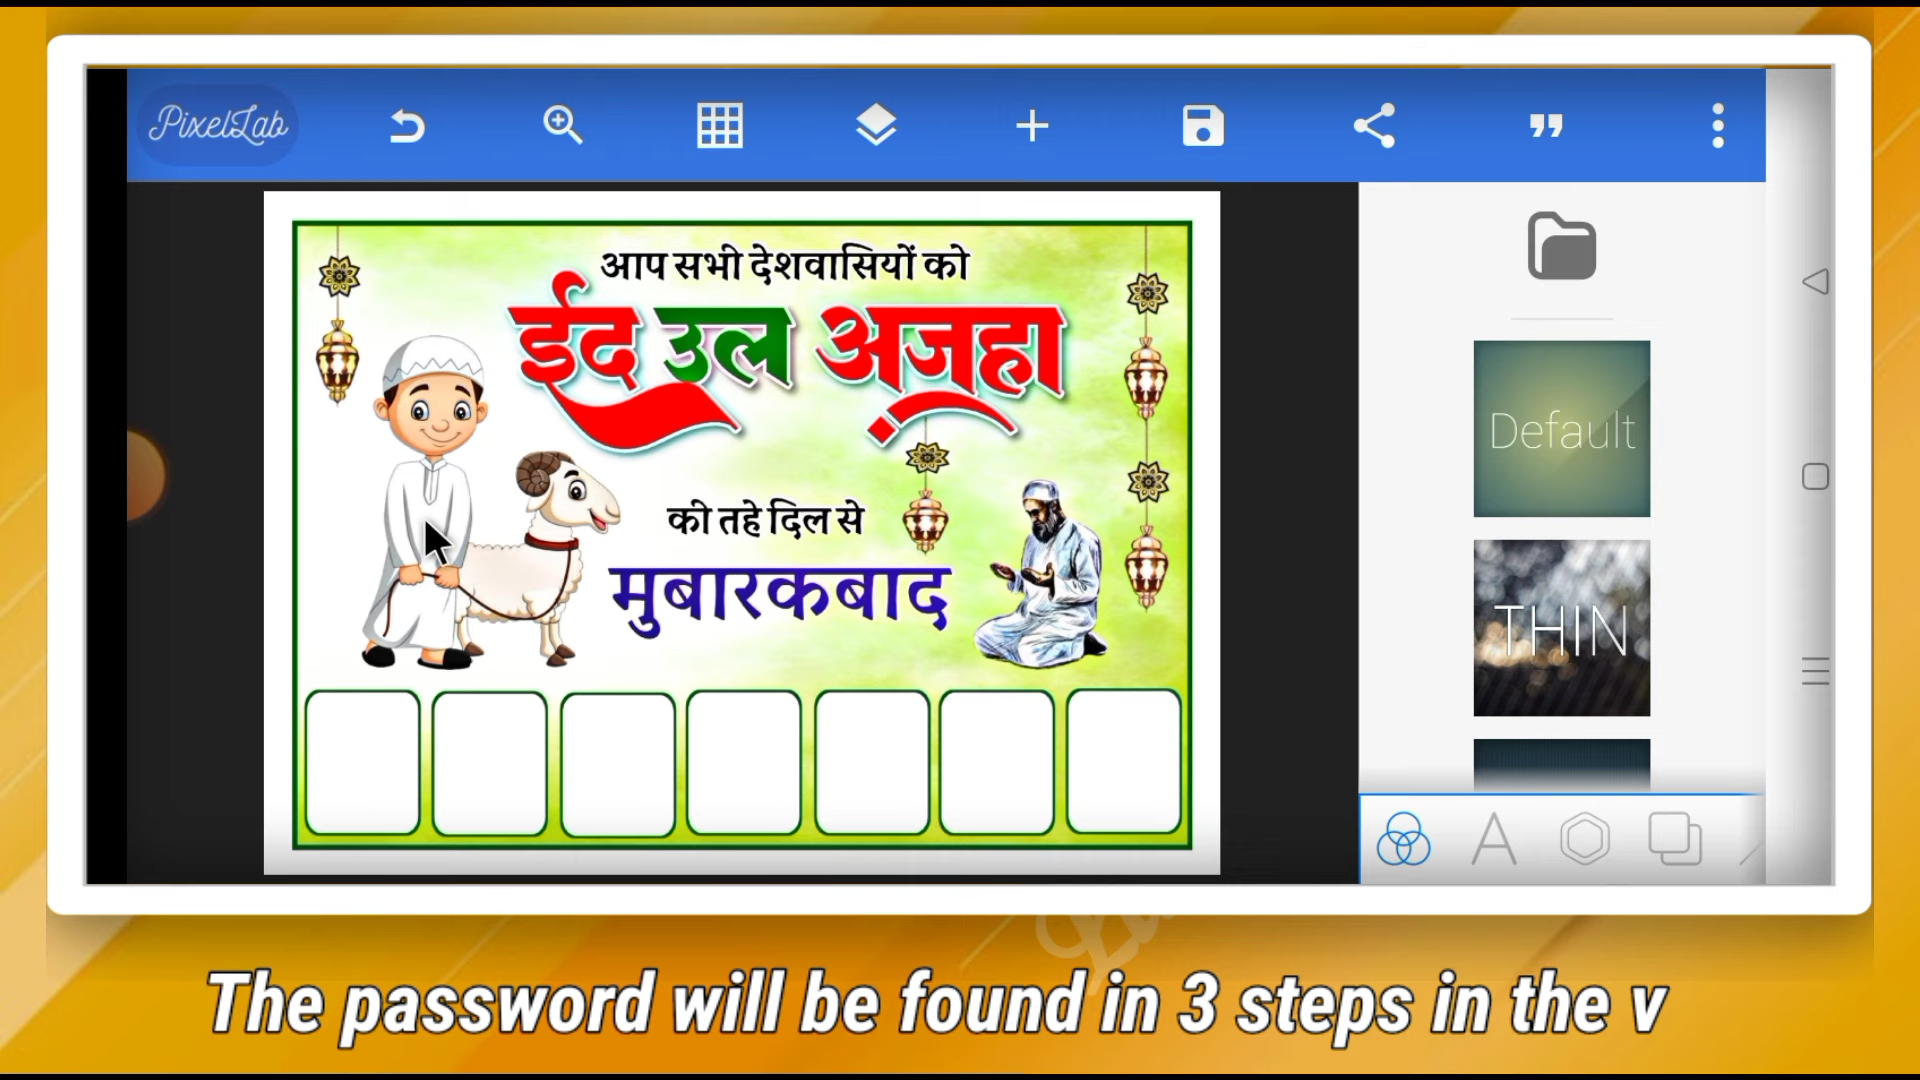 PixelLab
आप सभी देशवासियों को
ईद उल अज़हा
की तहे दिल से
मुबारकबाद
Default
THIN
A
The password will be found in 3 steps in the v